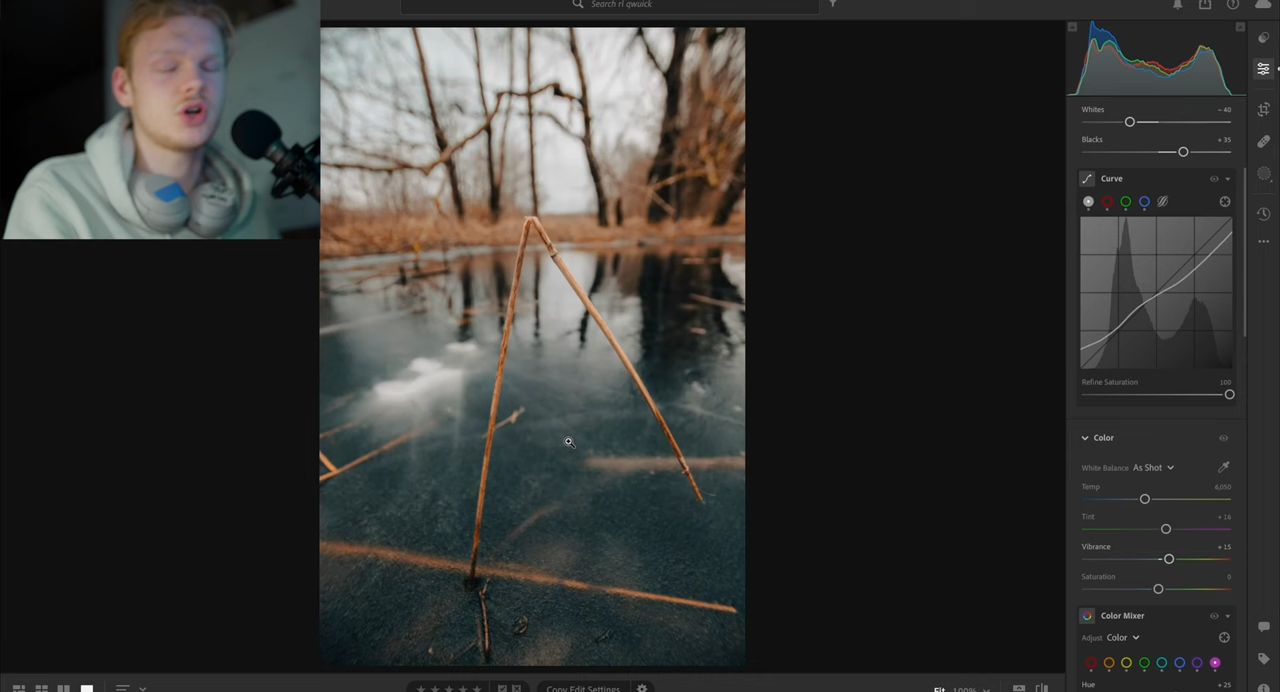 Search rl qwuick
Whites - 40
Blacks + 35
Curve
Refine Saturation 100
Color
White Balance As Shot
Temp 6,050
Tint + 16
Vibrance + 15
Saturation 0
Color Mixer
Adjust Color
Hue + 25
Copy Edit Settings
Fit 100%